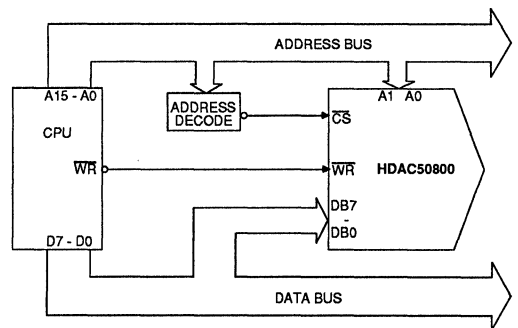 ADDRESS BUS
A15 - A0
ADDRESS
DECODE
A1 A0
CPU
CS
WR
WR
HDAC50800
DB7
-
DB0
D7 - D0
DATA BUS